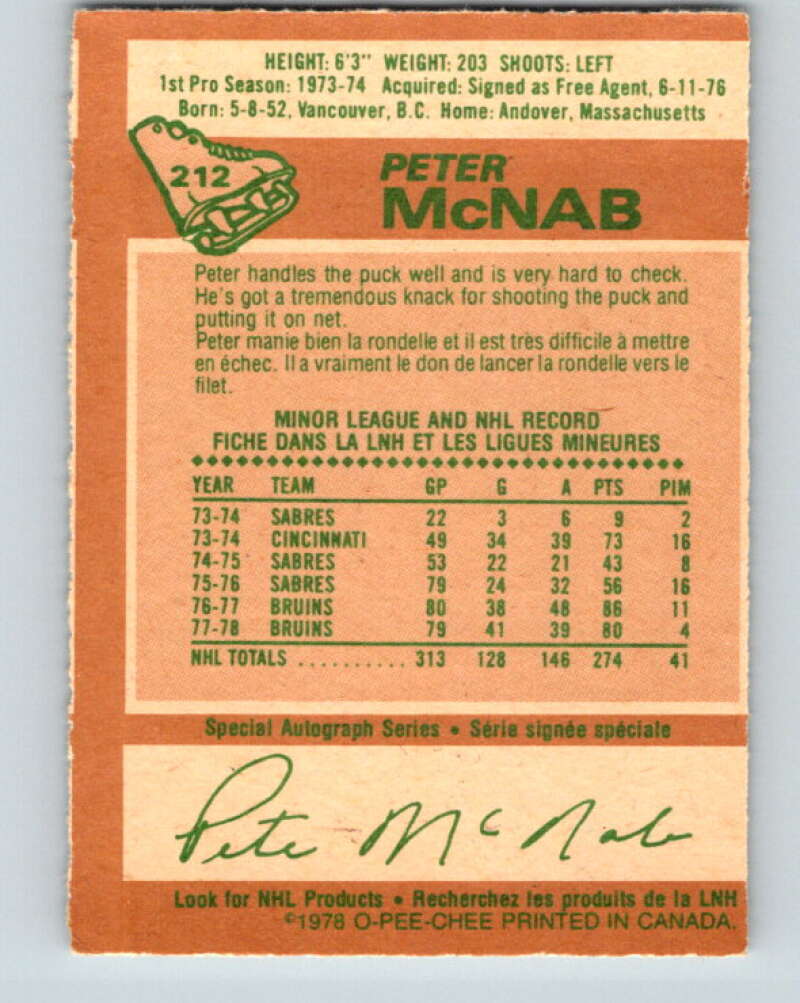 HEIGHT: 6'3" WEIGHT: 203 SHOOTS: LEFT
1st Pro Season: 1973-74 Acquired: Signed as Free Agent, 6-11-76
Born: 5-8-52, Vancouver, B.C. Home: Andover, Massachusetts
212
PETER
McNAB
Peter handles the puck well and is very hard to check.
He's got a tremendous knack for shooting the puck and
putting it on net.
Peter manie bien la rondelle et il est très difficile à mettre
en échec. Il a vraiment le don de lancer la rondelle vers le
filet.
MINOR LEAGUE AND NHL RECORD
FICHE DANS LA LNH ET LES LIGUES MINEURES
YEAR TEAM GP G A PTS PIM
73-74 SABRES 22 3 6 9 2
73-74 CINCINNATI 49 34 39 73 16
74-75 SABRES 53 22 21 43 8
75-76 SABRES 79 24 32 56 16
76-77 BRUINS 80 38 48 86 11
77-78 BRUINS 79 41 39 80 4
NHL TOTALS .......... 313 128 146 274 41
Special Autograph Series • Série signée spéciale
Pete McNab
Look for NHL Products • Recherchez les produits de la LNH
©1978 O-PEE-CHEE PRINTED IN CANADA.